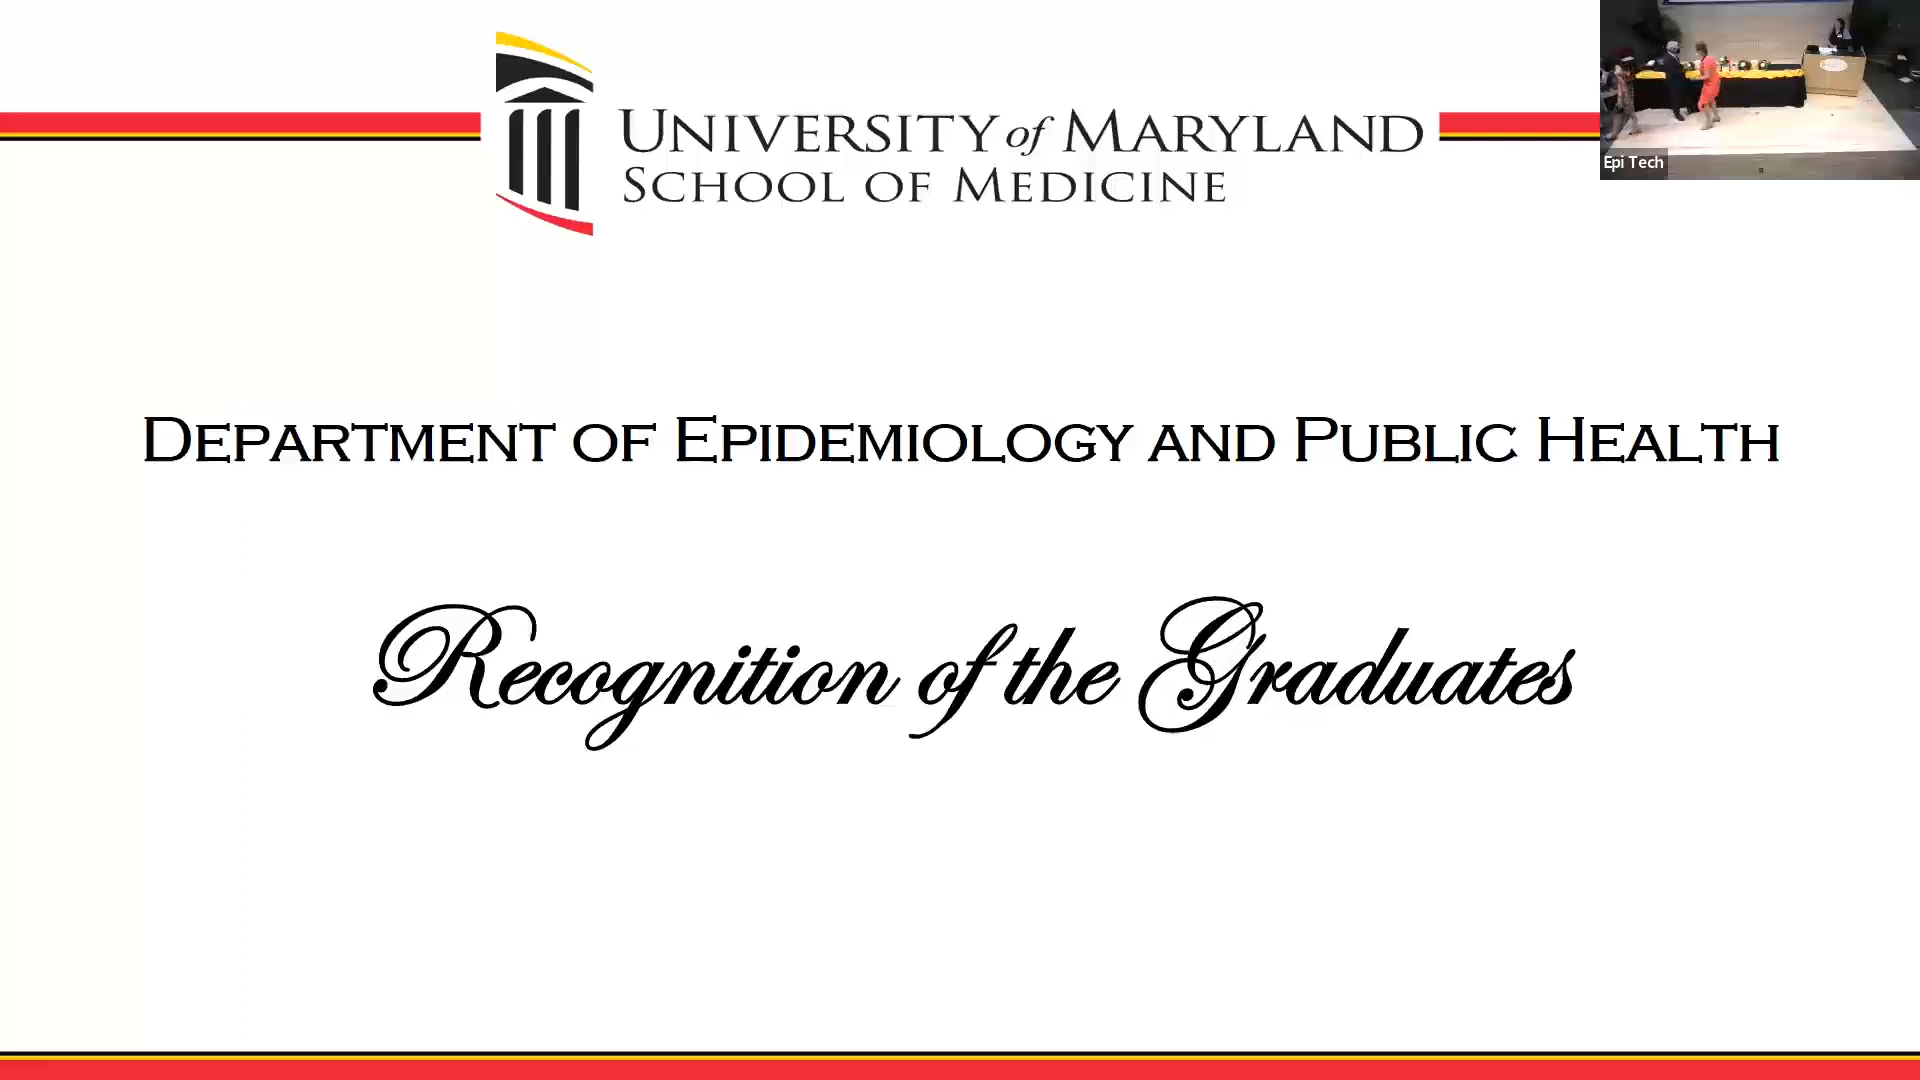 UNIVERSITY of MARYLAND
SCHOOL OF MEDICINE
Epi Tech
DEPARTMENT OF EPIDEMIOLOGY AND PUBLIC HEALTH
Recognition of the Graduates